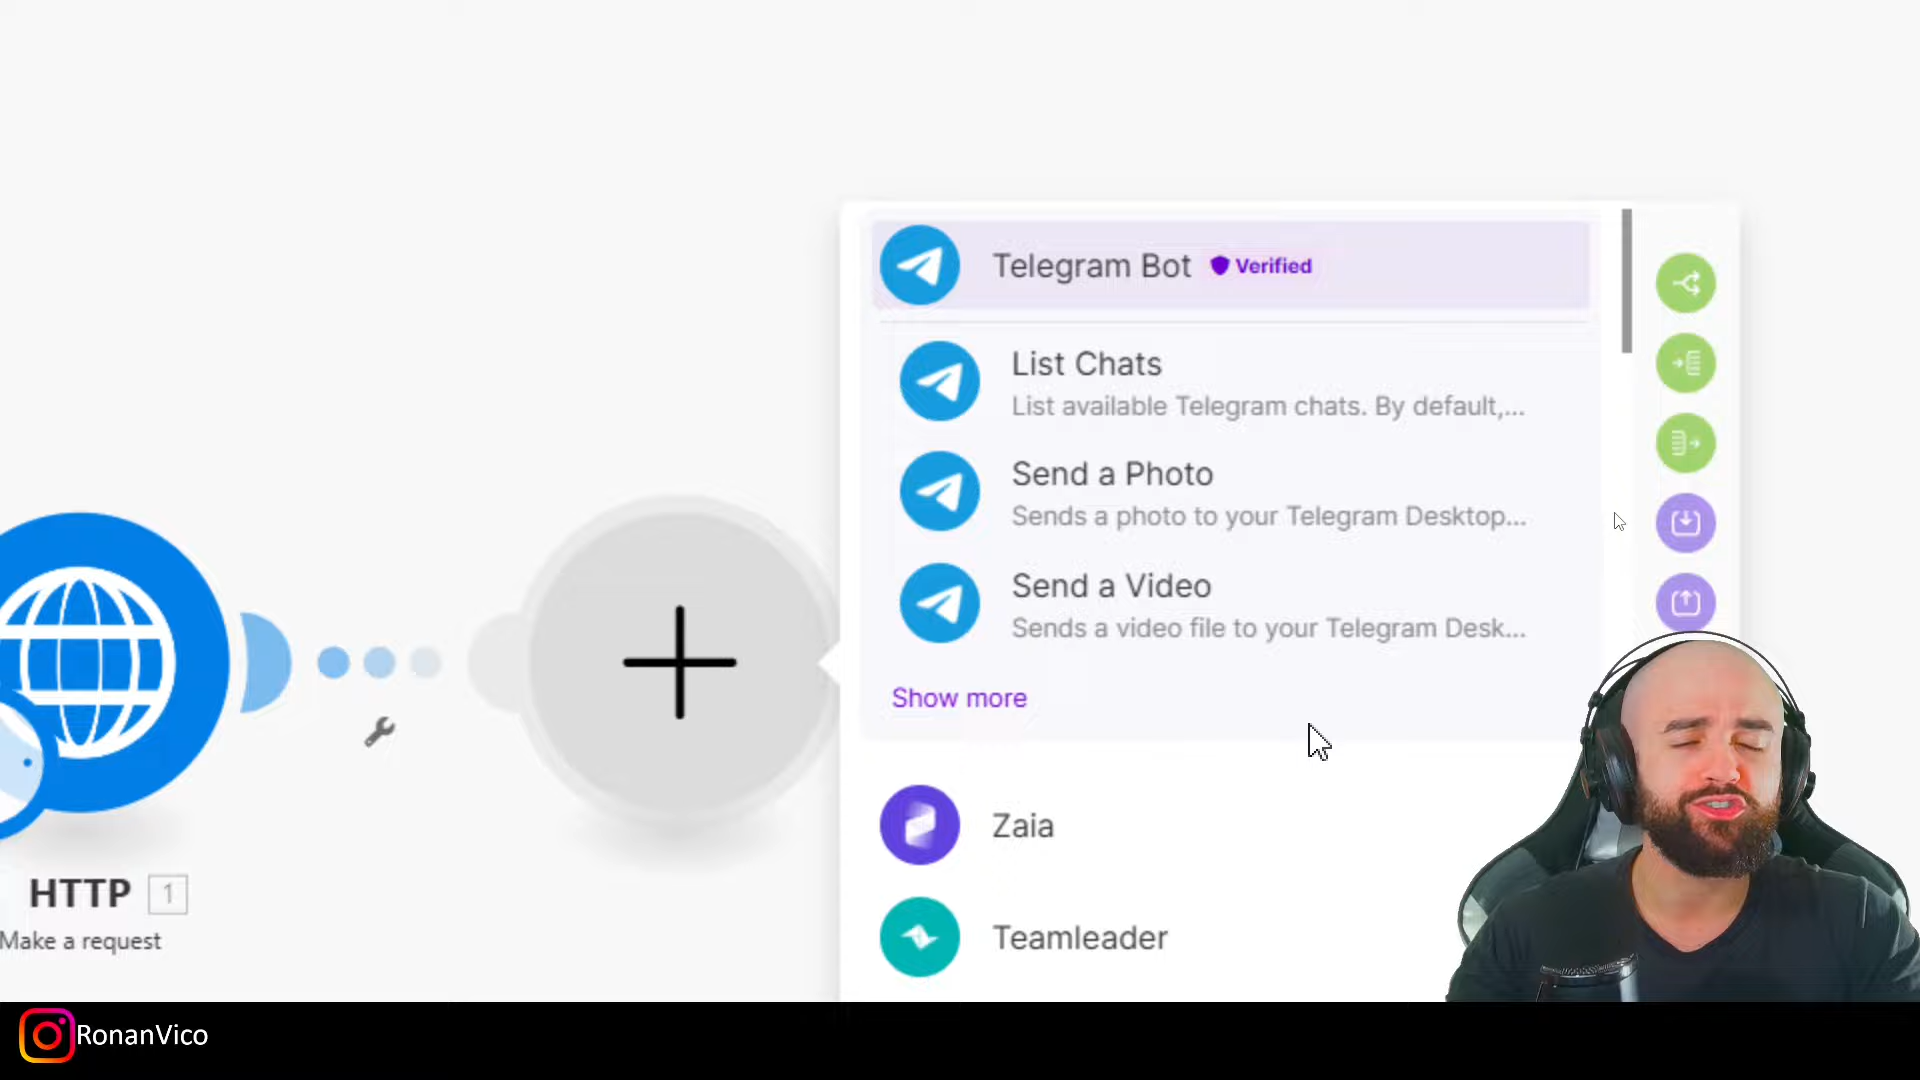 Telegram Bot Verified
List Chats
List available Telegram chats. By default,...
Send a Photo
Sends a photo to your Telegram Desktop...
Send a Video
Sends a video file to your Telegram Desk...
Show more
Zaia
Teamleader
HTTP 1
Make a request
RonanVico